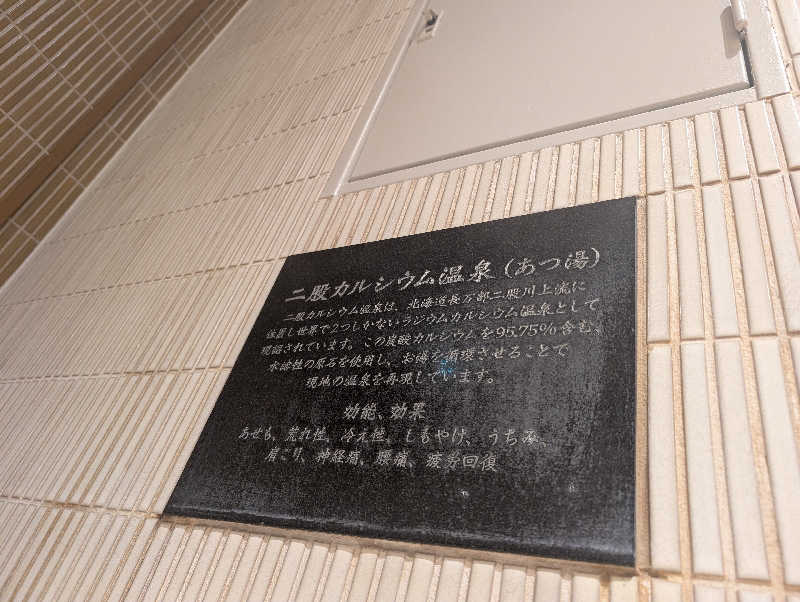 二股カルシウム温泉(あつ湯)
二股カルシウム温泉は、北海道長万部二股川上流に
位置し世界で2つしかないラジウムカルシウム温泉として
現認されています。この炭酸カルシウムを95.75%含む、
水溶性の原石を使用し、お湯を循環させることで
現地の温泉を再現しています。
効能、効果
あせも、荒れ性、冷え性、しもやけ、うちみ、
肩こり、神経痛、腰痛、疲労回復